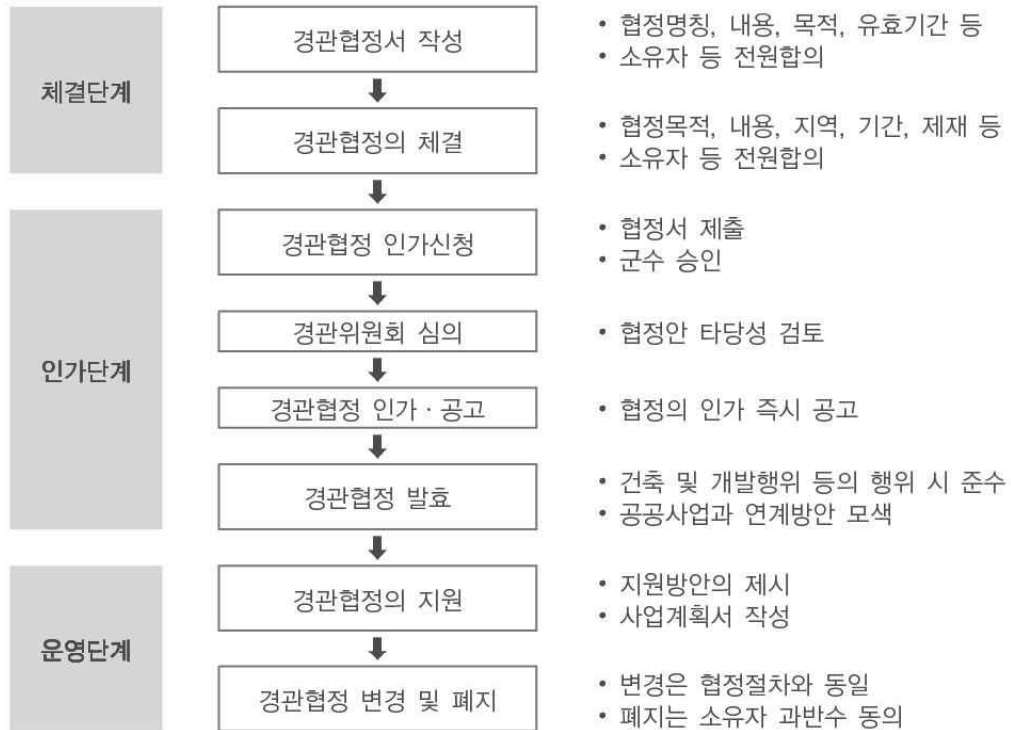 체결단계
경관협정서 작성
• 협정명칭, 내용, 목적, 유효기간 등
• 소유자 등 전원합의
경관협정의 체결
• 협정목적, 내용, 지역, 기간, 제재 등
• 소유자 등 전원합의
인가단계
경관협정 인가신청
• 협정서 제출
• 군수 승인
경관위원회 심의
• 협정안 타당성 검토
경관협정 인가 · 공고
• 협정의 인가 즉시 공고
경관협정 발효
• 건축 및 개발행위 등의 행위 시 준수
• 공공사업과 연계방안 모색
운영단계
경관협정의 지원
• 지원방안의 제시
• 사업계획서 작성
경관협정 변경 및 폐지
• 변경은 협정절차와 동일
• 폐지는 소유자 과반수 동의